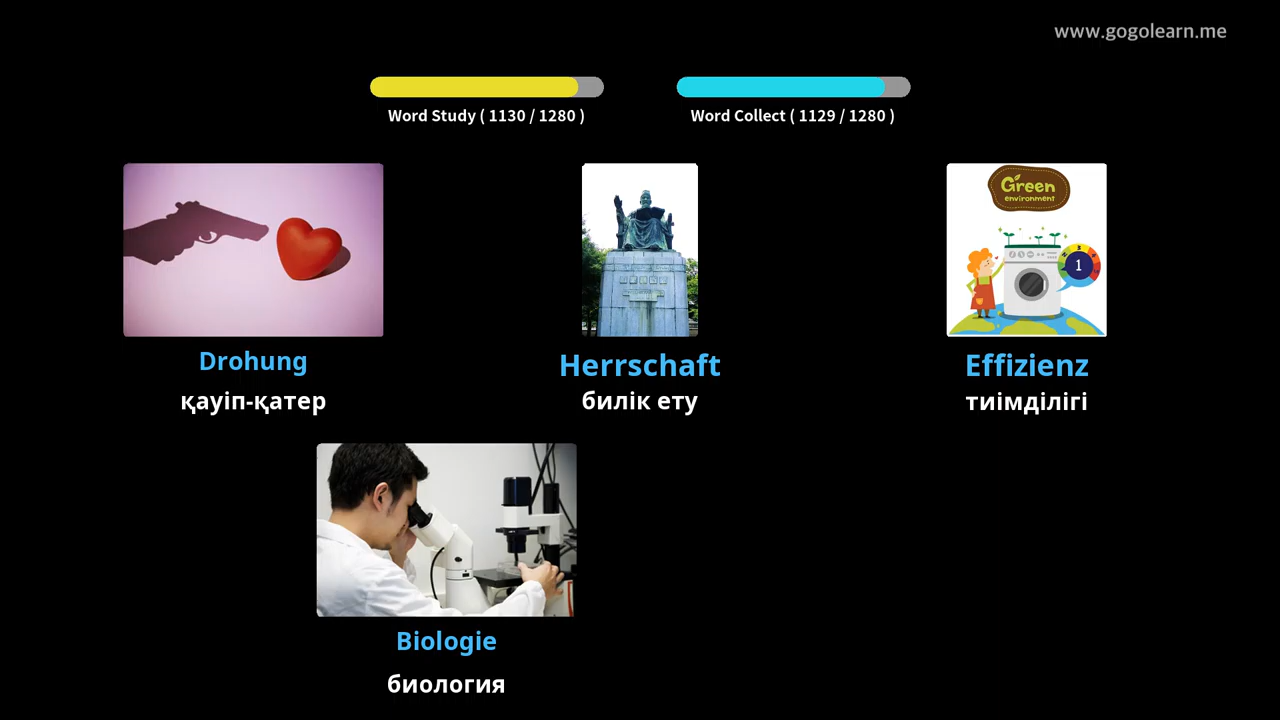 www.gogolearn.me
Word Study ( 1130 / 1280 )
Word Collect ( 1129 / 1280 )
Green
environment
1
Drohung
Herrschaft
Effizienz
қауіп-қатер
билік ету
тиімділігі
Biologie
биология